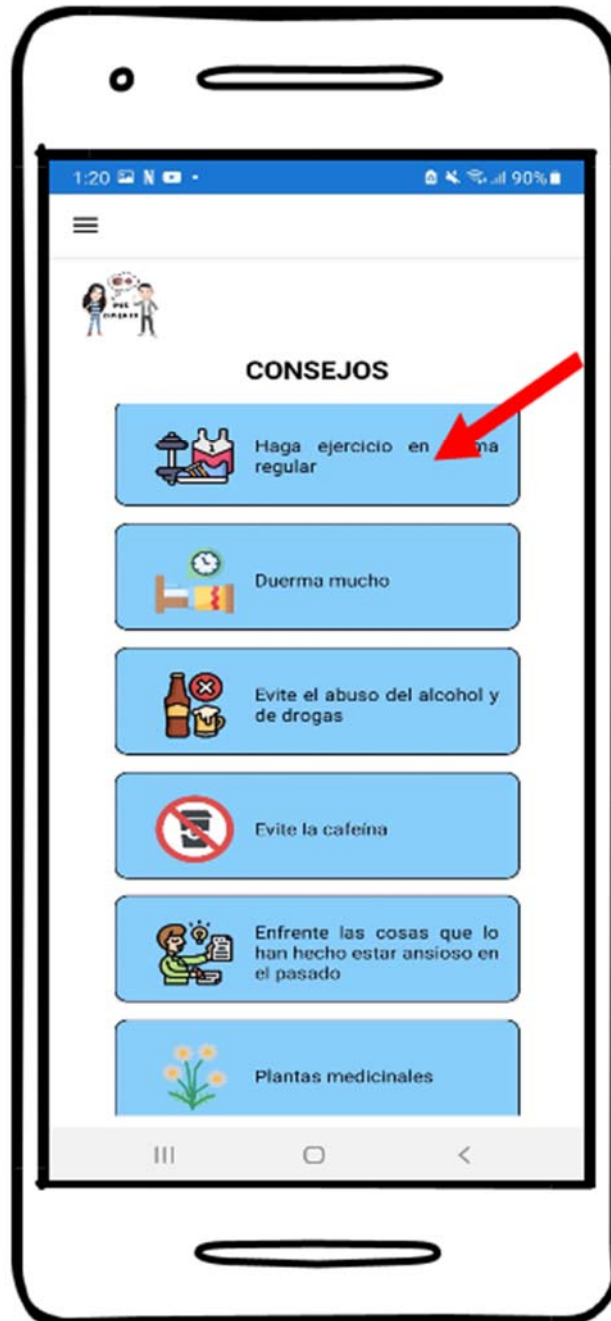 1:20 N 90%
CONSEJOS
Haga ejercicio en
regular
Duerma mucho
Evite el abuso del alcohol y
de drogas
Evite la cafeína
Enfrente las cosas que lo
han hecho estar ansioso en
el pasado
Plantas medicinales